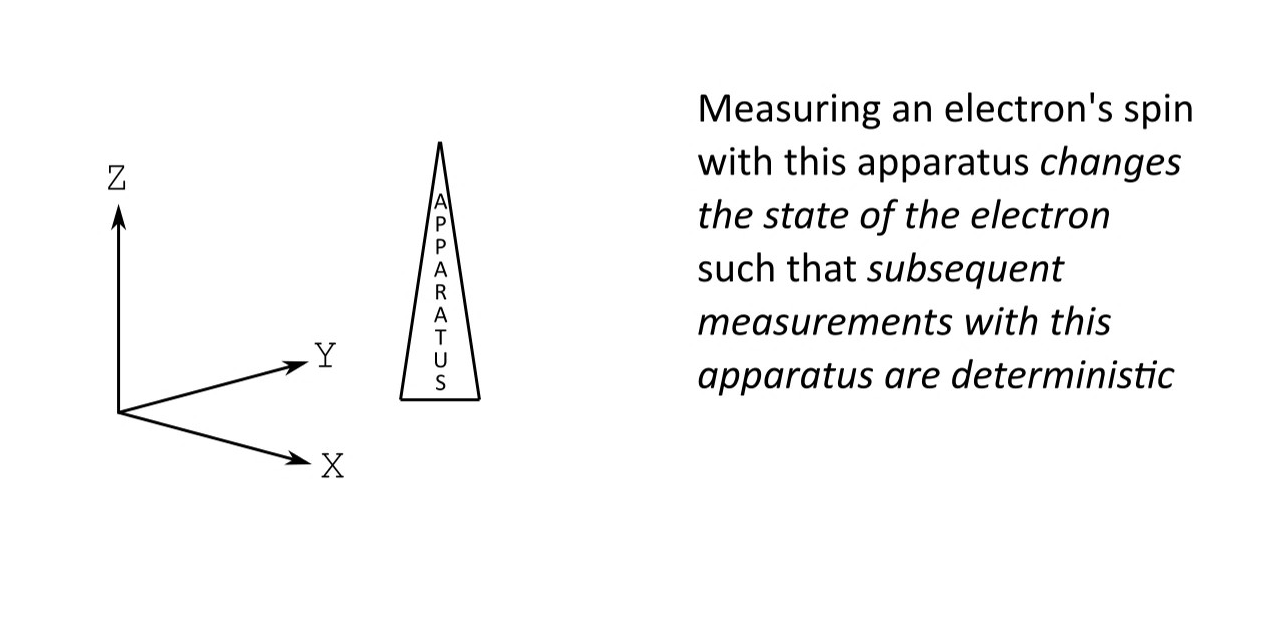 Z
Y
X
APPARATUS
Measuring an electron's spin
with this apparatus changes
the state of the electron
such that subsequent
measurements with this
apparatus are deterministic